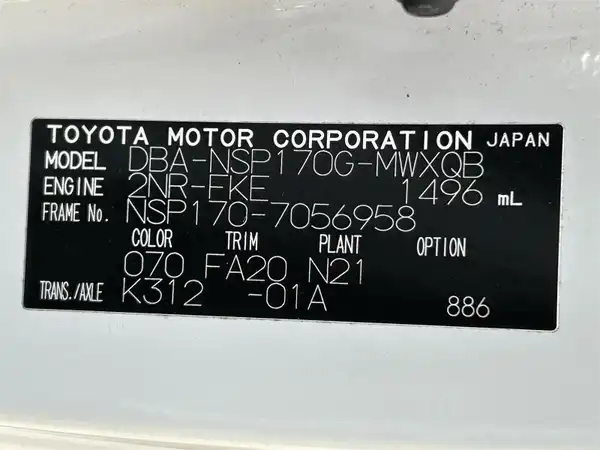 TOYOTA MOTOR CORPORATION JAPAN
MODEL DBA-NSP170G-MWXQB
ENGINE 2NR-FKE 1496 mL
FRAME No. NSP170-7056958
COLOR TRIM PLANT OPTION
070 FA20 N21
TRANS./AXLE K312 -01A 886